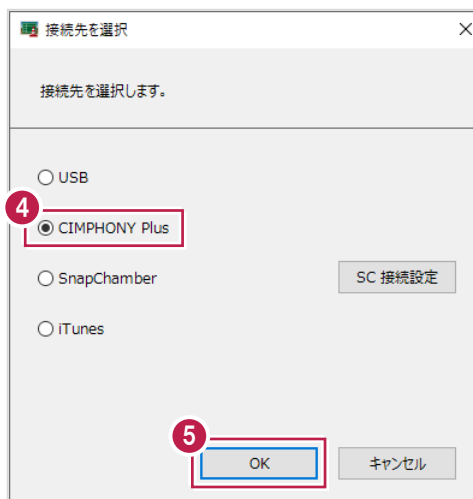 接続先を選択
接続先を選択します。
USB
4
CIMPHONY Plus
SnapChamber
SC 接続設定
iTunes
5
OK
キャンセル